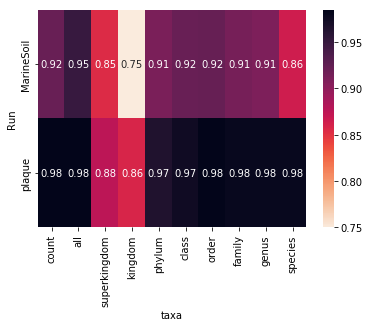 MarineSoil
0.92 0.95 0.85 0.75 0.91 0.92 0.92 0.91 0.91 0.86
Run
plaque
0.98 0.98 0.88 0.86 0.97 0.97 0.98 0.98 0.98 0.98
count
all
superkingdom
kingdom
phylum
class
order
family
genus
species
taxa
0.95
0.90
0.85
0.80
0.75